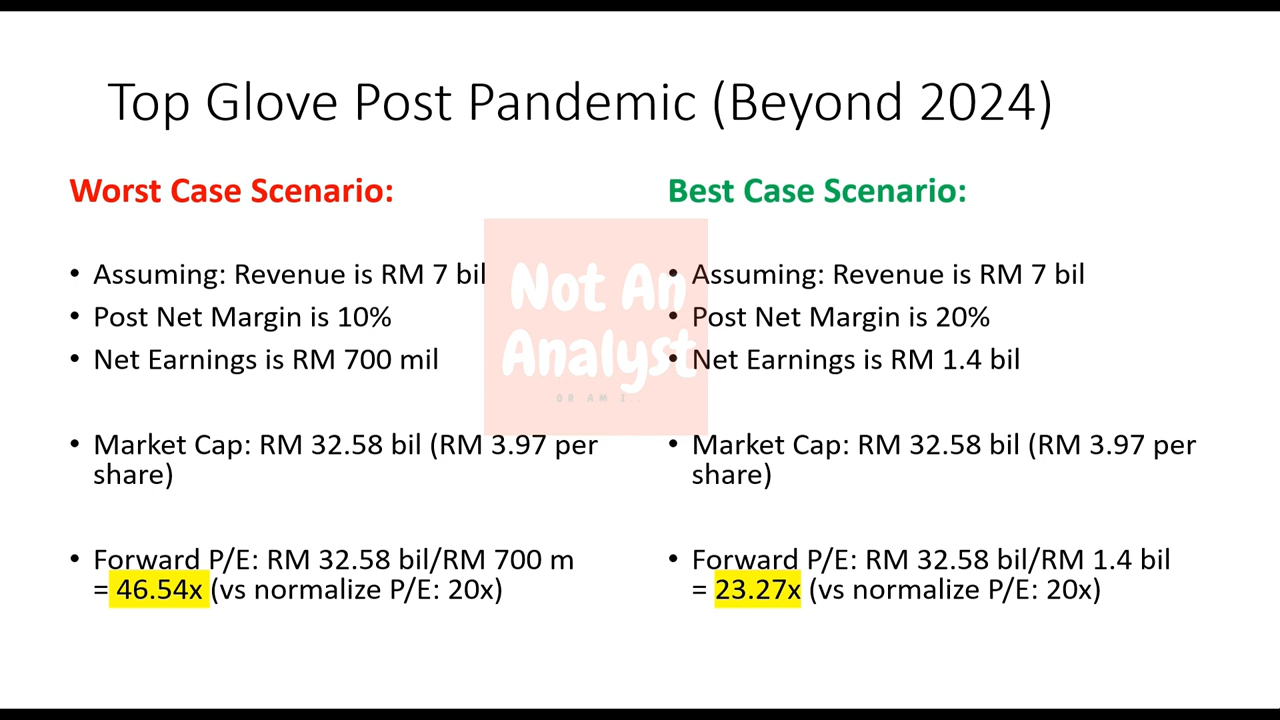 Top Glove Post Pandemic (Beyond 2024)
Worst Case Scenario:
• Assuming: Revenue is RM 7 bil
• Post Net Margin is 10%
• Net Earnings is RM 700 mil
• Market Cap: RM 32.58 bil (RM 3.97 per
share)
• Forward P/E: RM 32.58 bil/RM 700 m
= 46.54x (vs normalize P/E: 20x)
Best Case Scenario:
• Assuming: Revenue is RM 7 bil
• Post Net Margin is 20%
• Net Earnings is RM 1.4 bil
• Market Cap: RM 32.58 bil (RM 3.97 per
share)
• Forward P/E: RM 32.58 bil/RM 1.4 bil
= 23.27x (vs normalize P/E: 20x)
Not An
Analyst
OR AM I..